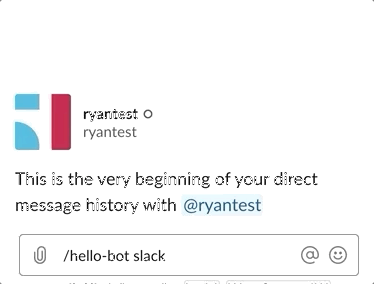 ryantest
ryantest
This is the very beginning of your direct
message history with @ryantest
/hello-bot slack